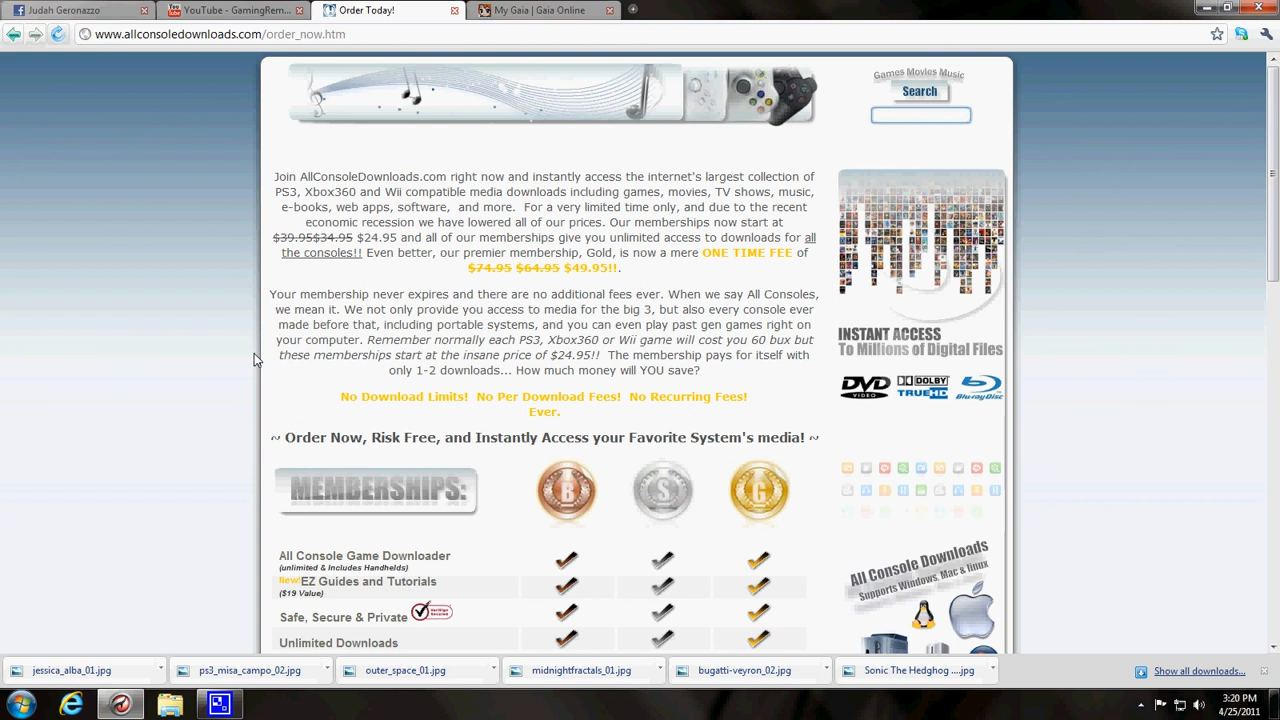 Judah Geronazzo
YouTube - GamingRem...
Order Today!
My Gaia | Gaia Online
www.allconsoledownloads.com/order_now.htm
Games Movies Music
Search
Join AllConsoleDownloads.com right now and instantly access the internet's largest collection of
PS3, Xbox360 and Wii compatible media downloads including games, movies, TV shows, music,
e-books, web apps, software, and more. For a very limited time only, and due to the recent
economic recession we have lowered all of our prices. Our memberships now start at
$39.95$34.95 $24.95 and all of our memberships give you unlimited access to downloads for all
the consoles!! Even better, our premier membership, Gold, is now a mere ONE TIME FEE of
$74.95 $64.95 $49.95!!.
Your membership never expires and there are no additional fees ever. When we say All Consoles,
we mean it. We not only provide you access to media for the big 3, but also every console ever
made before that, including portable systems, and you can even play past gen games right on
your computer. Remember normally each PS3, Xbox360 or Wii game will cost you 60 bux but
these memberships start at the insane price of $24.95!! The membership pays for itself with
only 1-2 downloads... How much money will YOU save?
No Download Limits! No Per Download Fees! No Recurring Fees!
Ever.
~ Order Now, Risk Free, and Instantly Access your Favorite System's media! ~
INSTANT ACCESS
To Millions of Digital Files
DVD VIDEO
DOLBY TRUEHD
Blu-ray Disc
MEMBERSHIPS:
B
S
G
All Console Game Downloader
(unlimited & Includes Handhelds)
New! EZ Guides and Tutorials
($19 Value)
Safe, Secure & Private
Unlimited Downloads
All Console Downloads
Supports Windows, Mac & linux
jessica_alba_01.jpg
ps3_misa_campo_02.jpg
outer_space_01.jpg
midnightfractals_01.jpg
bugatti-veyron_02.jpg
Sonic The Hedghog ....jpg
Show all downloads...
3:20 PM
4/25/2011